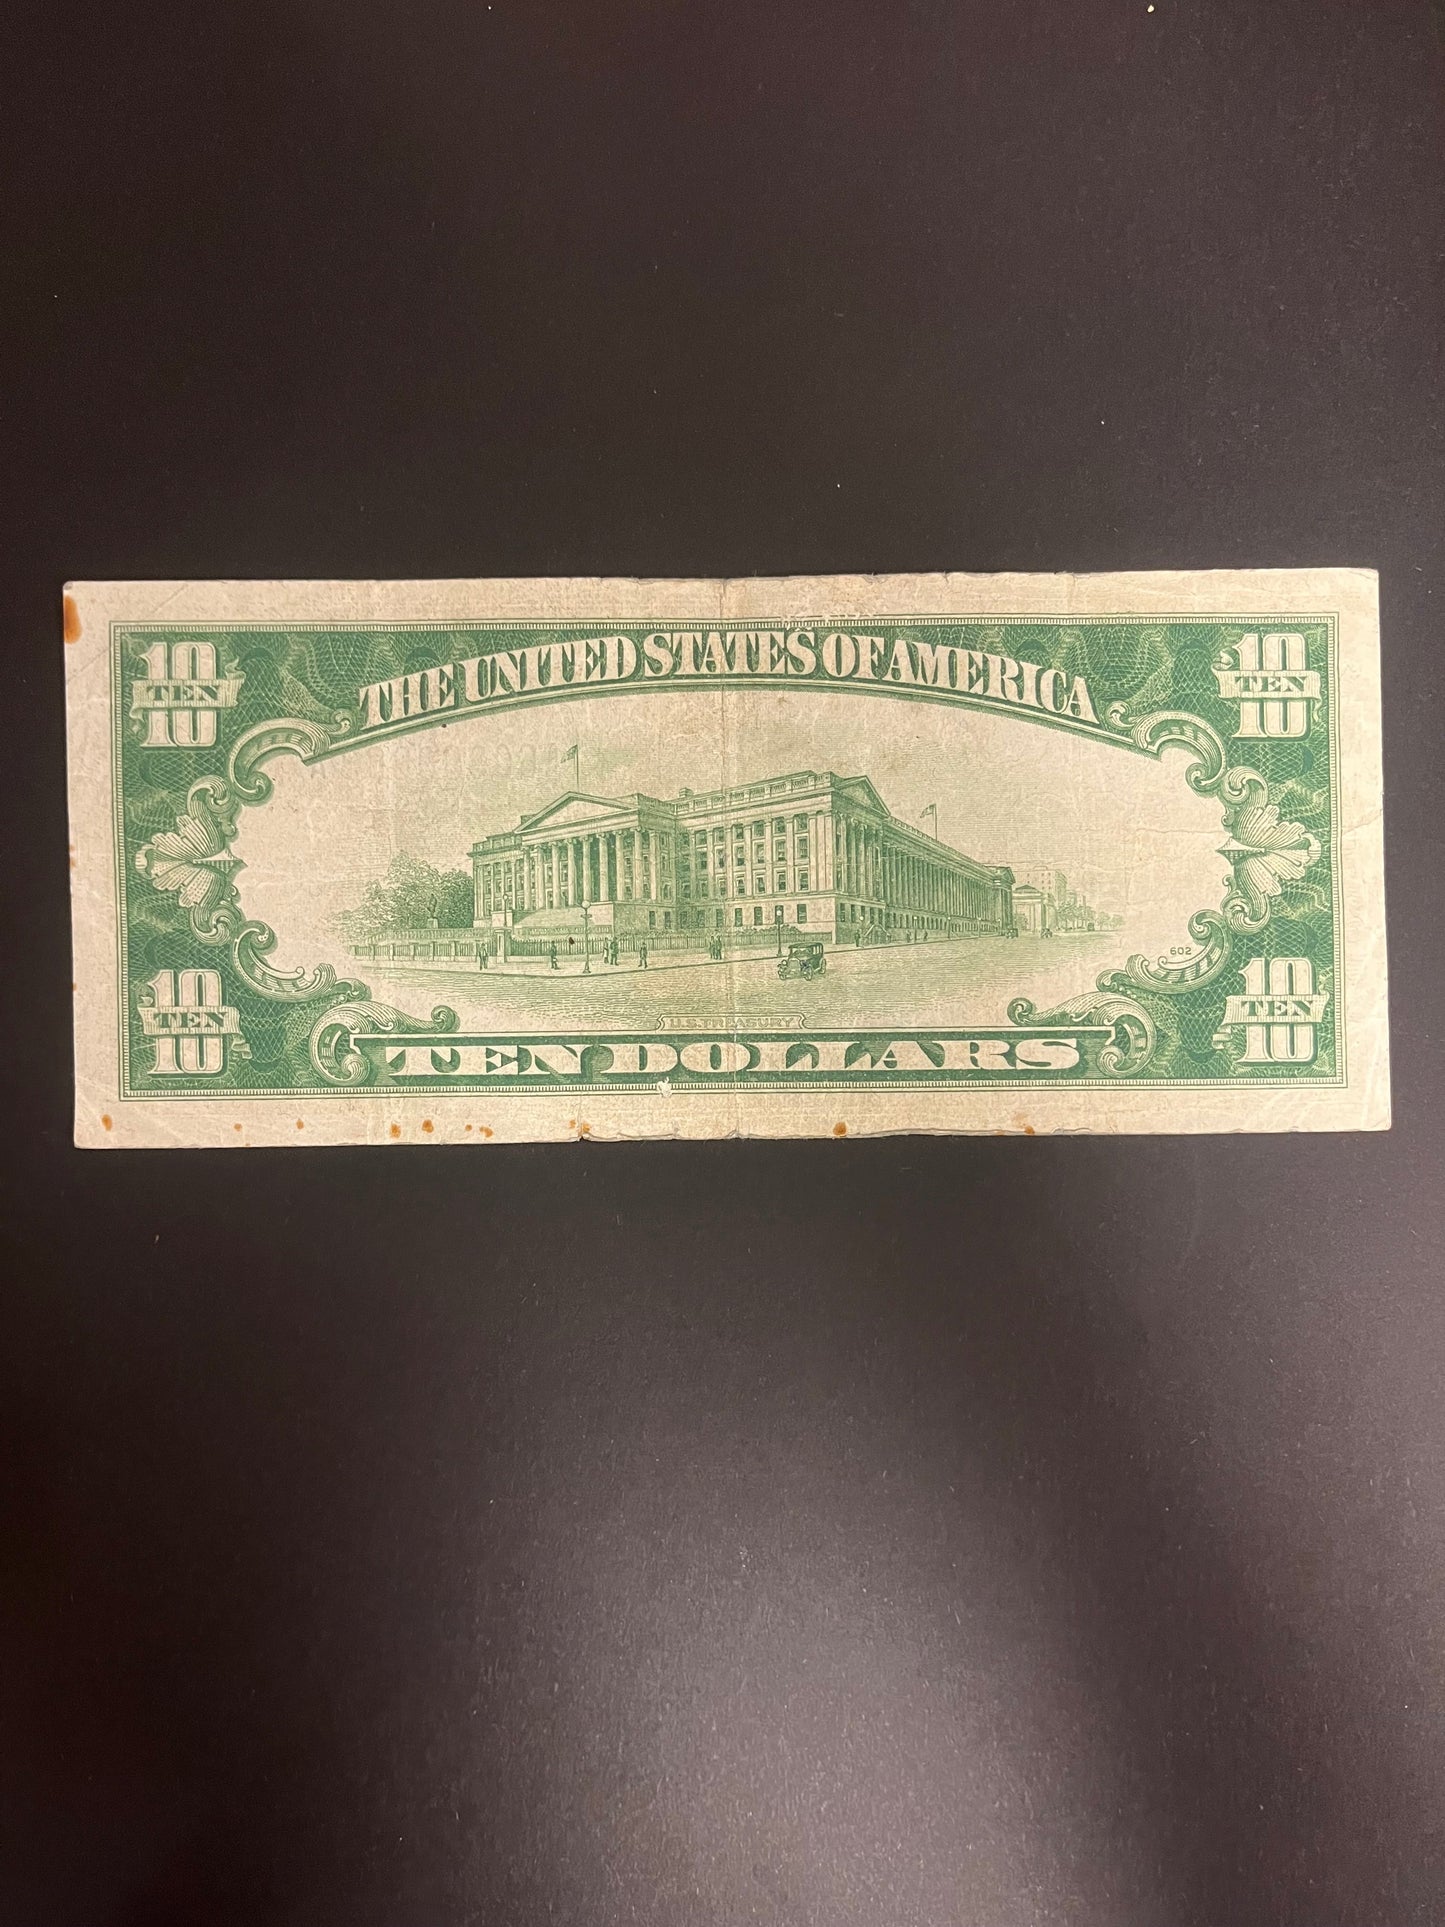 THE UNITED STATES OF AMERICA
10 TEN 10
10 TEN 10
602
10 TEN 10
10 TEN 10
U.S. TREASURY
TEN DOLLARS